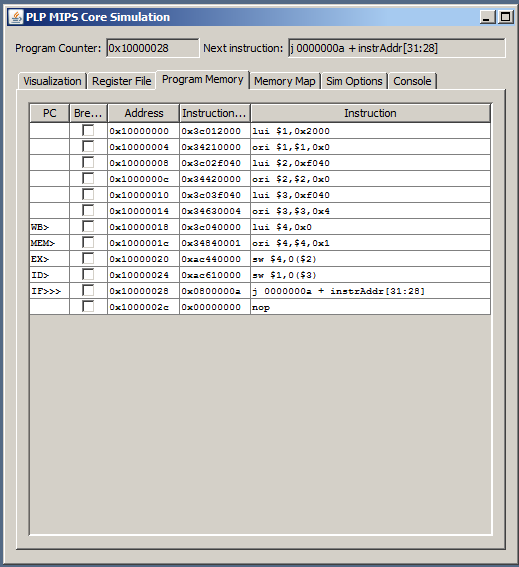 PLP MIPS Core Simulation
Program Counter: 0x10000028 Next instruction: j 0000000a + instrAddr[31:28]
Visualization Register File Program Memory Memory Map Sim Options Console
PC Bre... Address Instruction... Instruction
0x10000000 0x3c012000 lui $1,0x2000
0x10000004 0x34210000 ori $1,$1,0x0
0x10000008 0x3c02f040 lui $2,0xf040
0x1000000c 0x34420000 ori $2,$2,0x0
0x10000010 0x3c03f040 lui $3,0xf040
0x10000014 0x34630004 ori $3,$3,0x4
WB> 0x10000018 0x3c040000 lui $4,0x0
MEM> 0x1000001c 0x34840001 ori $4,$4,0x1
EX> 0x10000020 0xac440000 sw $4,0($2)
ID> 0x10000024 0xac610000 sw $1,0($3)
IF>>> 0x10000028 0x0800000a j 0000000a + instrAddr[31:28]
0x1000002c 0x00000000 nop